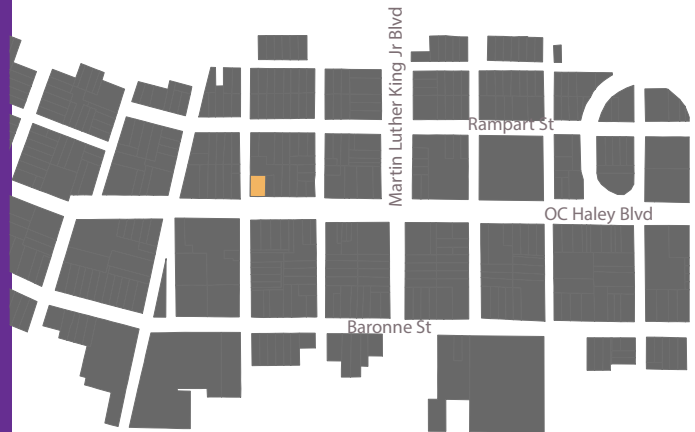 Martin Luther King Jr Blvd
Rampart St
OC Haley Blvd
Baronne St